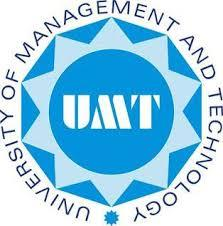 UNIVERSITY OF MANAGEMENT AND TECHNOLOGY
UMT